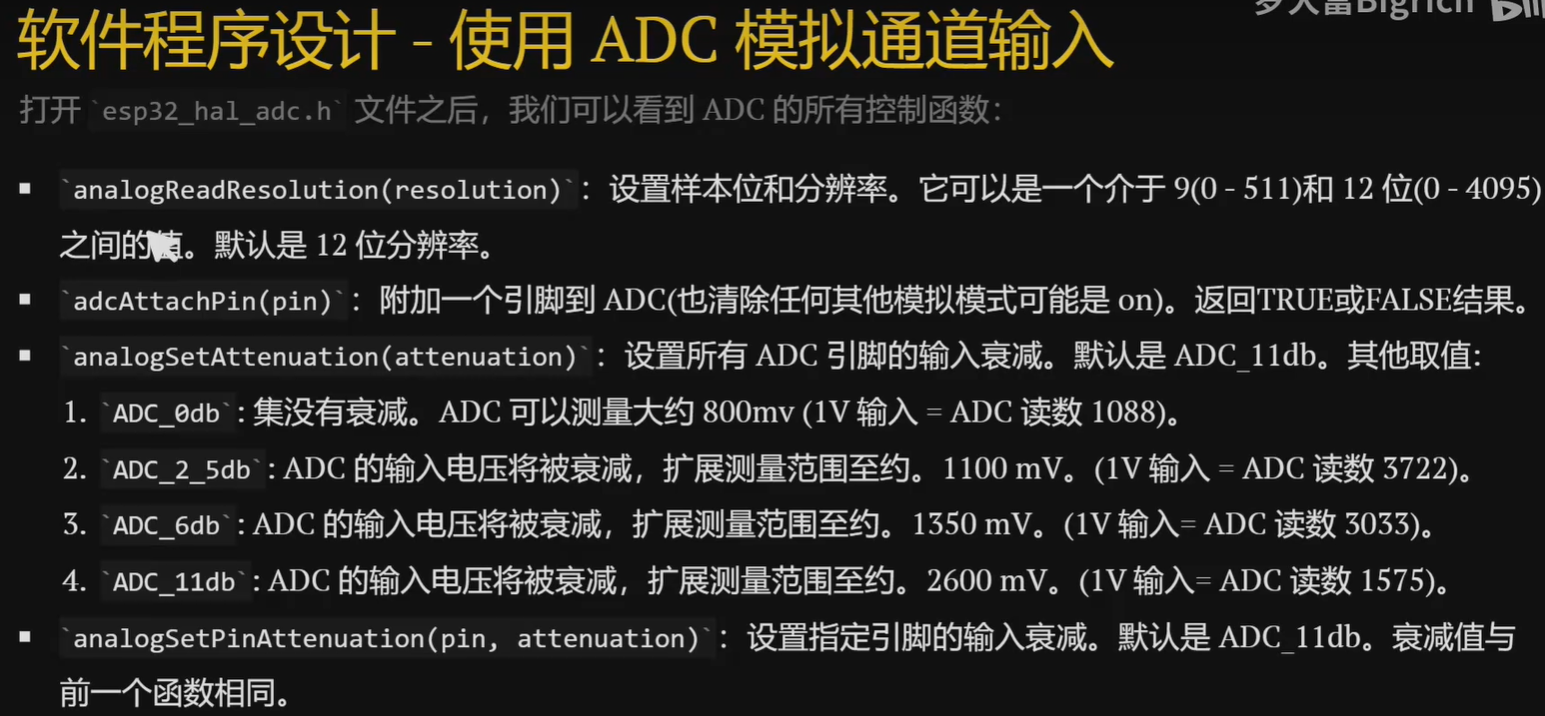 罗大富Bigrich
软件程序设计 - 使用 ADC 模拟通道输入
打开 `esp32_hal_adc.h` 文件之后，我们可以看到 ADC 的所有控制函数：
▪ `analogReadResolution(resolution)`：设置样本位和分辨率。它可以是一个介于 9(0 - 511)和 12 位(0 - 4095)
之间的值。默认是 12 位分辨率。
▪ `adcAttachPin(pin)`：附加一个引脚到 ADC(也清除任何其他模拟模式可能是 on)。返回TRUE或FALSE结果。
▪ `analogSetAttenuation(attenuation)`：设置所有 ADC 引脚的输入衰减。默认是 ADC_11db。其他取值:
1. `ADC_0db`: 集没有衰减。ADC 可以测量大约 800mv (1V 输入 = ADC 读数 1088)。
2. `ADC_2_5db`: ADC 的输入电压将被衰减，扩展测量范围至约。1100 mV。(1V 输入 = ADC 读数 3722)。
3. `ADC_6db`: ADC 的输入电压将被衰减，扩展测量范围至约。1350 mV。(1V 输入= ADC 读数 3033)。
4. `ADC_11db`: ADC 的输入电压将被衰减，扩展测量范围至约。2600 mV。(1V 输入= ADC 读数 1575)。
▪ `analogSetPinAttenuation(pin, attenuation)`：设置指定引脚的输入衰减。默认是 ADC_11db。衰减值与
前一个函数相同。